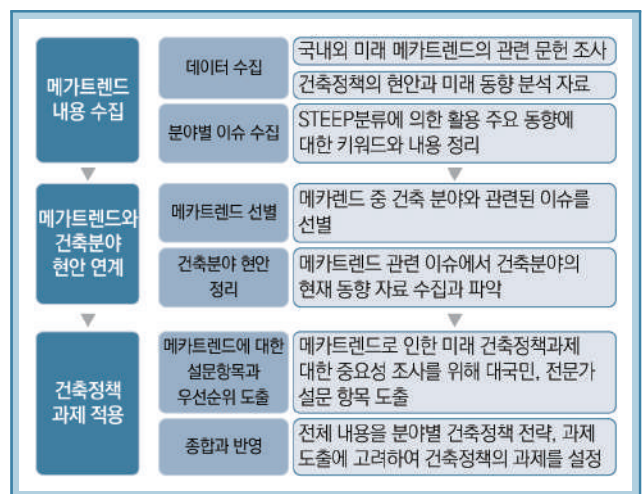 메가트렌드
내용 수집
데이터 수집
국내외 미래 메카트렌드의 관련 문헌 조사
건축정책의 현안과 미래 동향 분석 자료
분야별 이슈 수집
STEEP분류에 의한 활용 주요 동향에
대한 키워드와 내용 정리
메가트렌드와
건축분야
현안 연계
메카트렌드 선별
메카렌드 중 건축 분야와 관련된 이슈를
선별
건축분야 현안
정리
메카트렌드 관련 이슈에서 건축분야의
현재 동향 자료 수집과 파악
건축정책
과제 적용
메카트렌드에 대한
설문항목과
우선순위 도출
메카트렌드로 인한 미래 건축정책과제
대한 중요성 조사를 위해 대국민, 전문가
설문 항목 도출
종합과 반영
전체 내용을 분야별 건축정책 전략, 과제
도출에 고려하여 건축정책의 과제를 설정